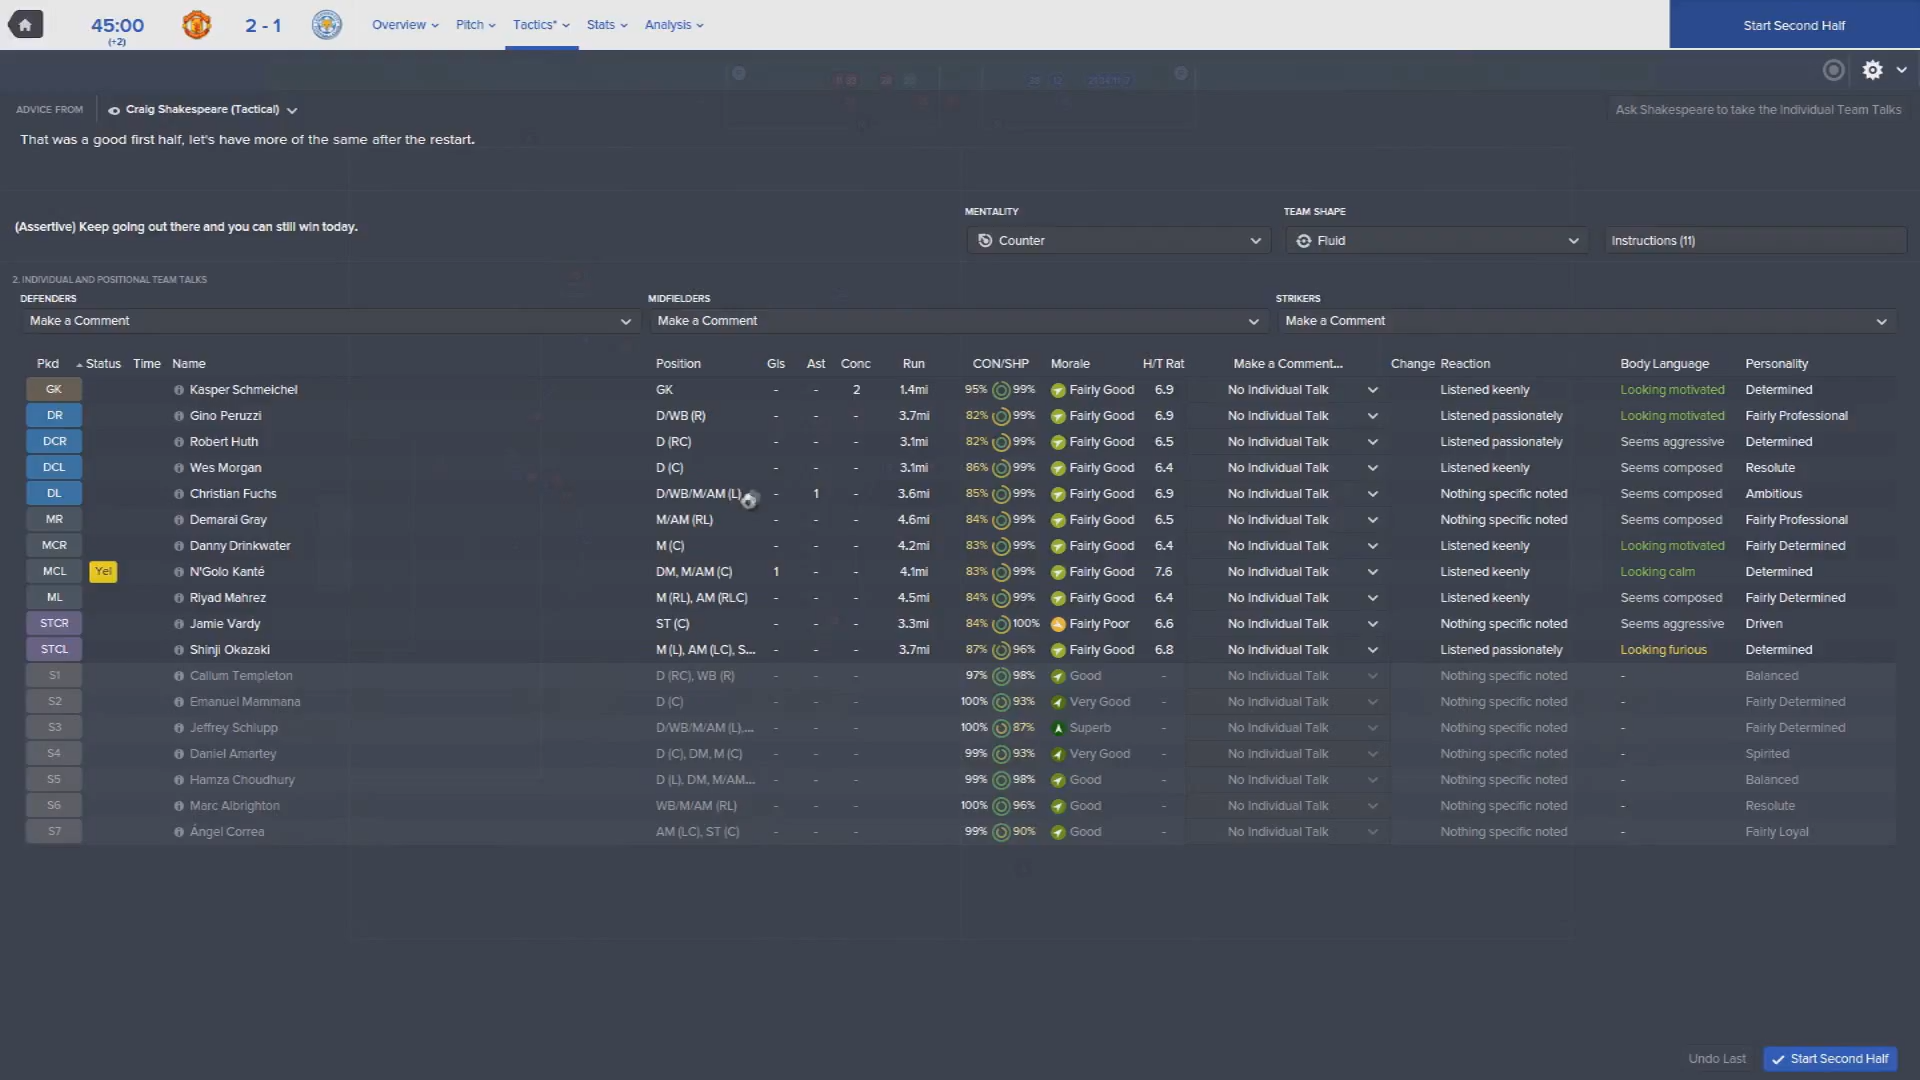 45:00 (+2) 2 - 1 Overview Pitch Tactics* Stats Analysis Start Second Half
ADVICE FROM Craig Shakespeare (Tactical) Ask Shakespeare to take the Individual Team Talks
That was a good first half, let's have more of the same after the restart.
MENTALITY TEAM SHAPE
(Assertive) Keep going out there and you can still win today. Counter Fluid Instructions (11)
2. INDIVIDUAL AND POSITIONAL TEAM TALKS
DEFENDERS MIDFIELDERS STRIKERS
Make a Comment Make a Comment Make a Comment
Pkd Status Time Name Position Gls Ast Conc Run CON/SHP Morale H/T Rat Make a Comment... Change Reaction Body Language Personality
GK Kasper Schmeichel GK - - 2 1.4mi 95% 99% Fairly Good 6.9 No Individual Talk Listened keenly Looking motivated Determined
DR Gino Peruzzi D/WB (R) - - - 3.7mi 82% 99% Fairly Good 6.9 No Individual Talk Listened passionately Looking motivated Fairly Professional
DCR Robert Huth D (RC) - - - 3.1mi 82% 99% Fairly Good 6.5 No Individual Talk Listened passionately Seems aggressive Determined
DCL Wes Morgan D (C) - - - 3.1mi 86% 99% Fairly Good 6.4 No Individual Talk Listened keenly Seems composed Resolute
DL Christian Fuchs D/WB/M/AM (L) - 1 - 3.6mi 85% 99% Fairly Good 6.9 No Individual Talk Nothing specific noted Seems composed Ambitious
MR Demarai Gray M/AM (RL) - - - 4.6mi 84% 99% Fairly Good 6.5 No Individual Talk Nothing specific noted Seems composed Fairly Professional
MCR Danny Drinkwater M (C) - - - 4.2mi 83% 99% Fairly Good 6.4 No Individual Talk Listened keenly Looking motivated Fairly Determined
MCL Yel N'Golo Kanté DM, M/AM (C) 1 - - 4.1mi 83% 99% Fairly Good 7.6 No Individual Talk Listened keenly Looking calm Determined
ML Riyad Mahrez M (RL), AM (RLC) - - - 4.5mi 84% 99% Fairly Good 6.4 No Individual Talk Listened keenly Seems composed Fairly Determined
STCR Jamie Vardy ST (C) - - - 3.3mi 84% 100% Fairly Poor 6.6 No Individual Talk Nothing specific noted Seems aggressive Driven
STCL Shinji Okazaki M (L), AM (LC), S... - - - 3.7mi 87% 96% Fairly Good 6.8 No Individual Talk Listened passionately Looking furious Determined
S1 Callum Templeton D (RC), WB (R) - - - 97% 98% Good - No Individual Talk Nothing specific noted - Balanced
S2 Emanuel Mammana D (C) - - - 100% 93% Very Good - No Individual Talk Nothing specific noted - Fairly Determined
S3 Jeffrey Schlupp D/WB/M/AM (L),... - - - 100% 87% Superb - No Individual Talk Nothing specific noted - Fairly Determined
S4 Daniel Amartey D (C), DM, M (C) - - - 99% 93% Very Good - No Individual Talk Nothing specific noted - Spirited
S5 Hamza Choudhury D (L), DM, M/AM... - - - 99% 98% Good - No Individual Talk Nothing specific noted - Balanced
S6 Marc Albrighton WB/M/AM (RL) - - - 100% 96% Good - No Individual Talk Nothing specific noted - Resolute
S7 Ángel Correa AM (LC), ST (C) - - - 99% 90% Good - No Individual Talk Nothing specific noted - Fairly Loyal
Undo Last Start Second Half